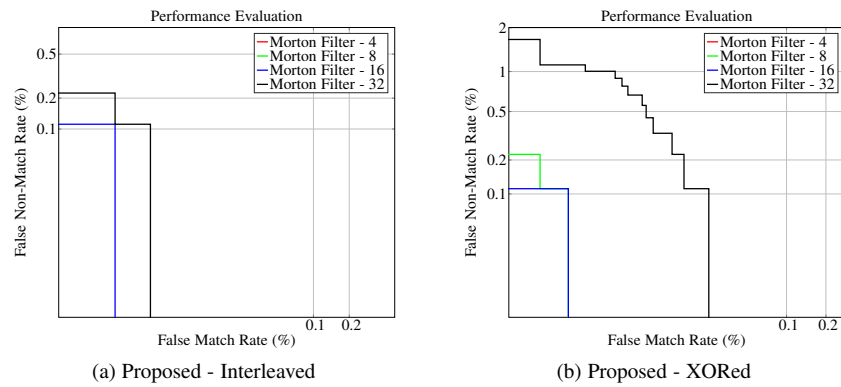 Performance Evaluation
Morton Filter - 4
Morton Filter - 8
Morton Filter - 16
Morton Filter - 32
0.5
0.2
0.1
False Non-Match Rate (%)
0.1 0.2
False Match Rate (%)
(a) Proposed - Interleaved
Performance Evaluation
Morton Filter - 4
Morton Filter - 8
Morton Filter - 16
Morton Filter - 32
2
1
0.5
0.2
0.1
False Non-Match Rate (%)
0.1 0.2
False Match Rate (%)
(b) Proposed - XORed